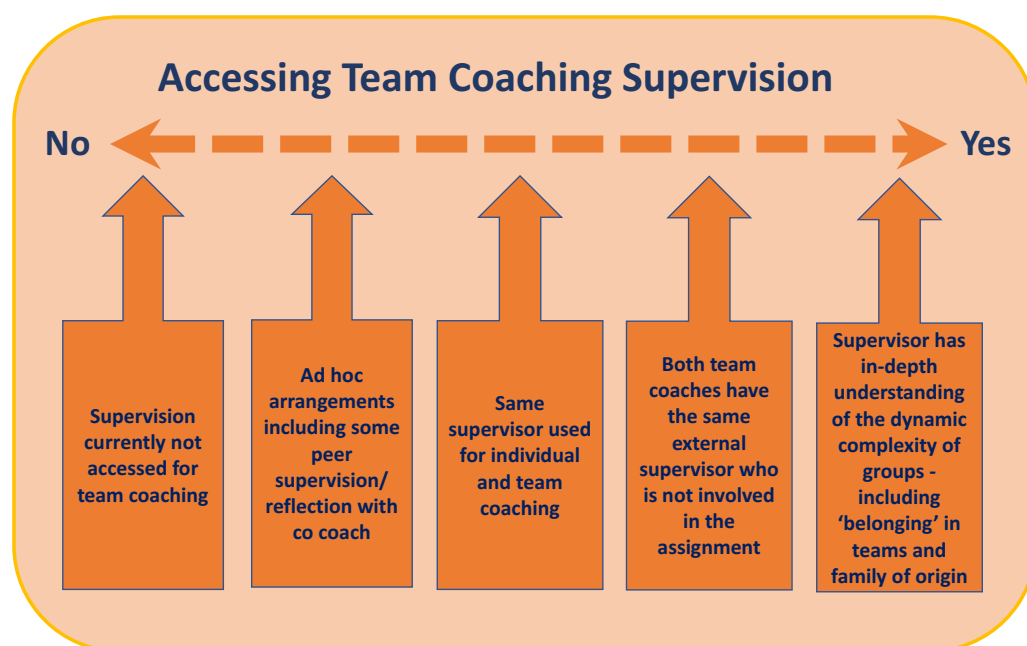 Accessing Team Coaching Supervision
No
Yes
Supervision
currently not
accessed for
team coaching
Ad hoc
arrangements
including some
peer
supervision/
reflection with
co coach
Same
supervisor used
for individual
and team
coaching
Both team
coaches have
the same
external
supervisor who
is not involved
in the
assignment
Supervisor has
in-depth
understanding
of the dynamic
complexity of
groups -
including
‘belonging’ in
teams and
family of origin